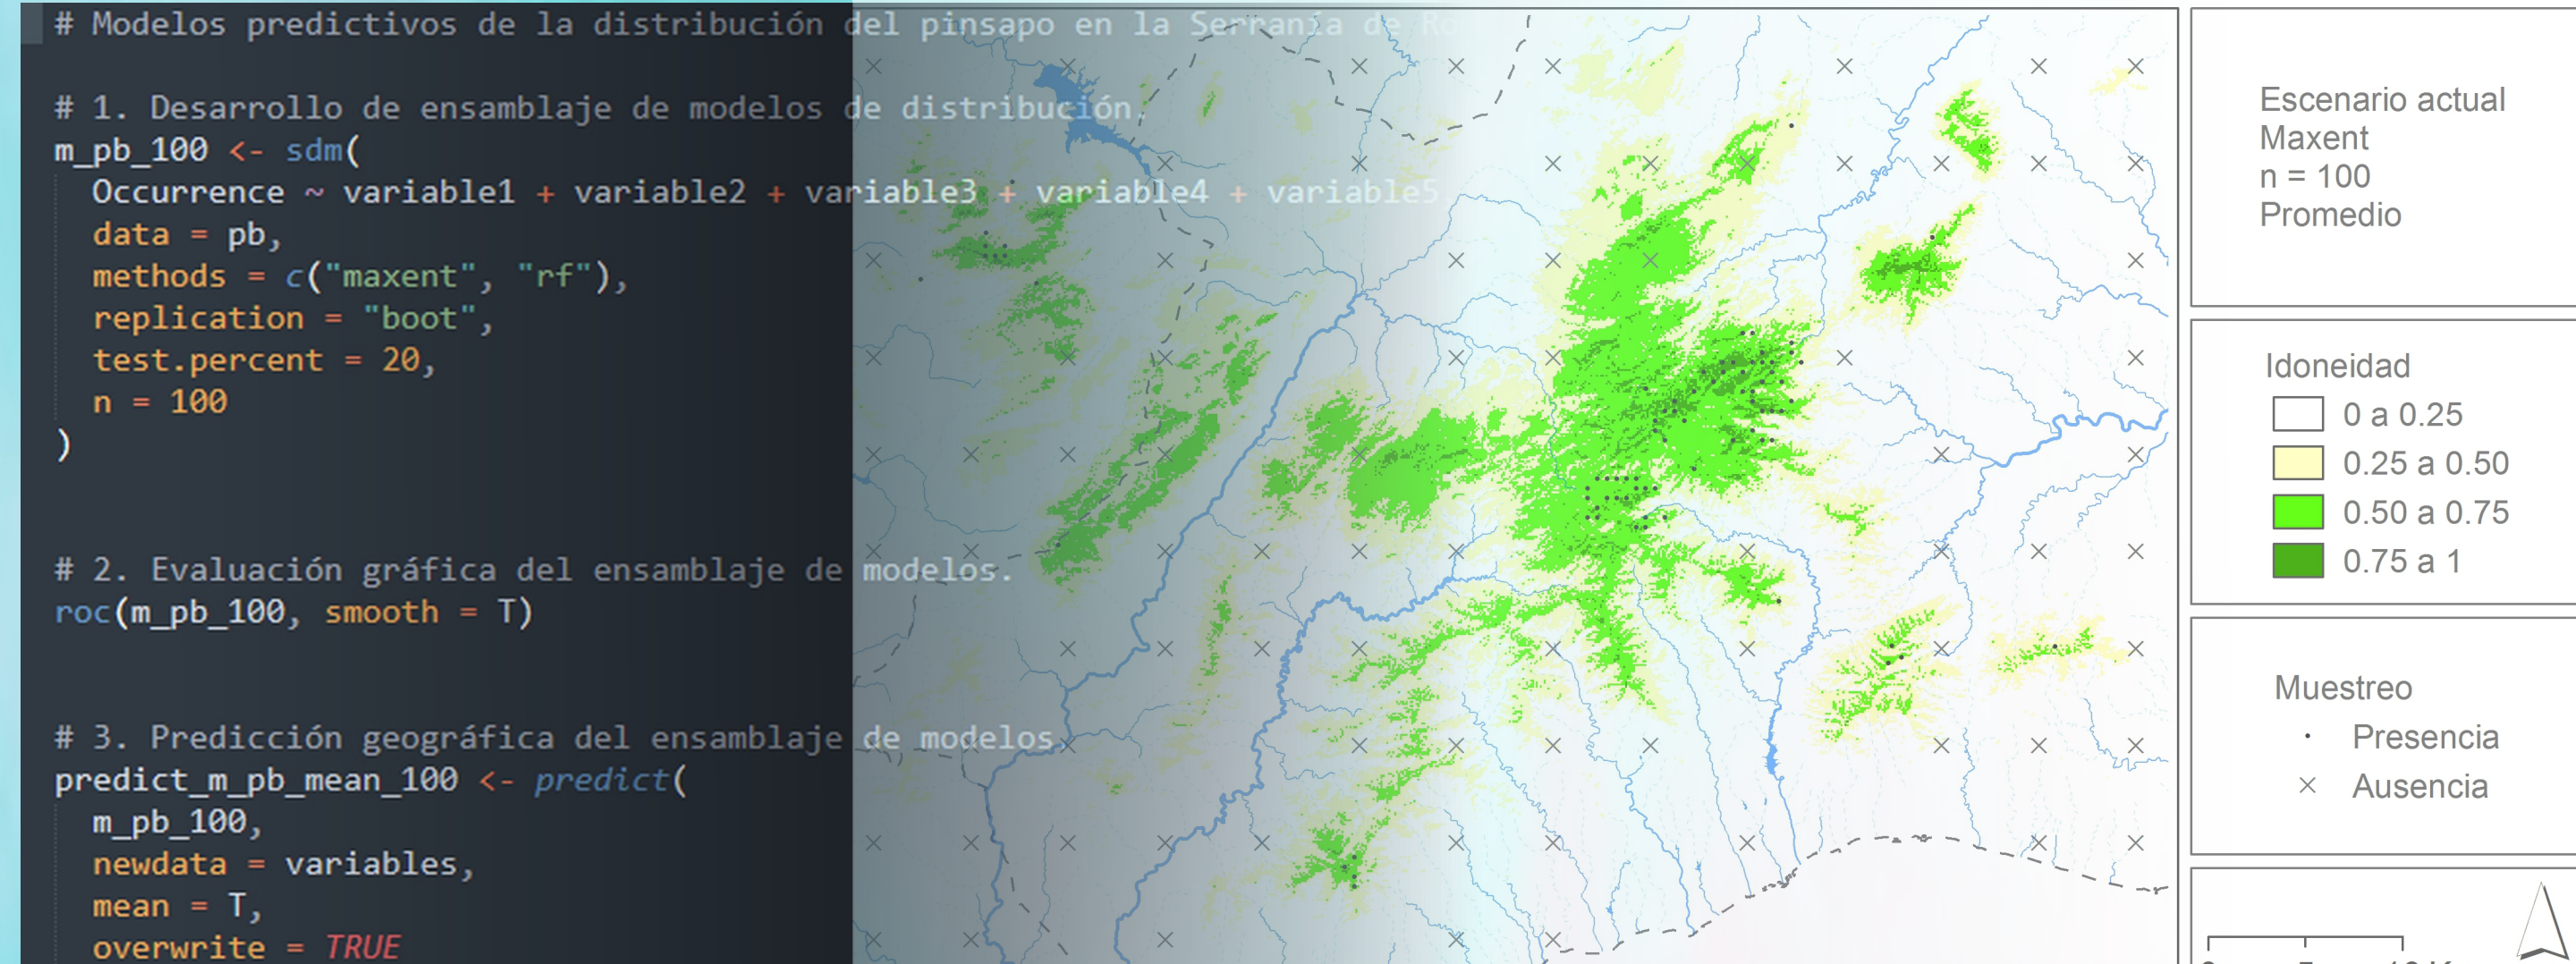 # Modelos predictivos de la distribución del pinsapo en la Serranía de
# 1. Desarrollo de ensamblaje de modelos de distribución.
m_pb_100 <- sdm(
Occurrence ~ variable1 + variable2 + variable3 + variable4 + variable5
data = pb,
methods = c("maxent", "rf"),
replication = "boot",
test.percent = 20,
n = 100
)
# 2. Evaluación gráfica del ensamblaje de modelos.
roc(m_pb_100, smooth = T)
# 3. Predicción geográfica del ensamblaje de modelos.
predict_m_pb_mean_100 <- predict(
m_pb_100,
newdata = variables,
mean = T,
overwrite = TRUE
Escenario actual
Maxent
n = 100
Promedio
Idoneidad
0 a 0.25
0.25 a 0.50
0.50 a 0.75
0.75 a 1
Muestreo
Presencia
Ausencia